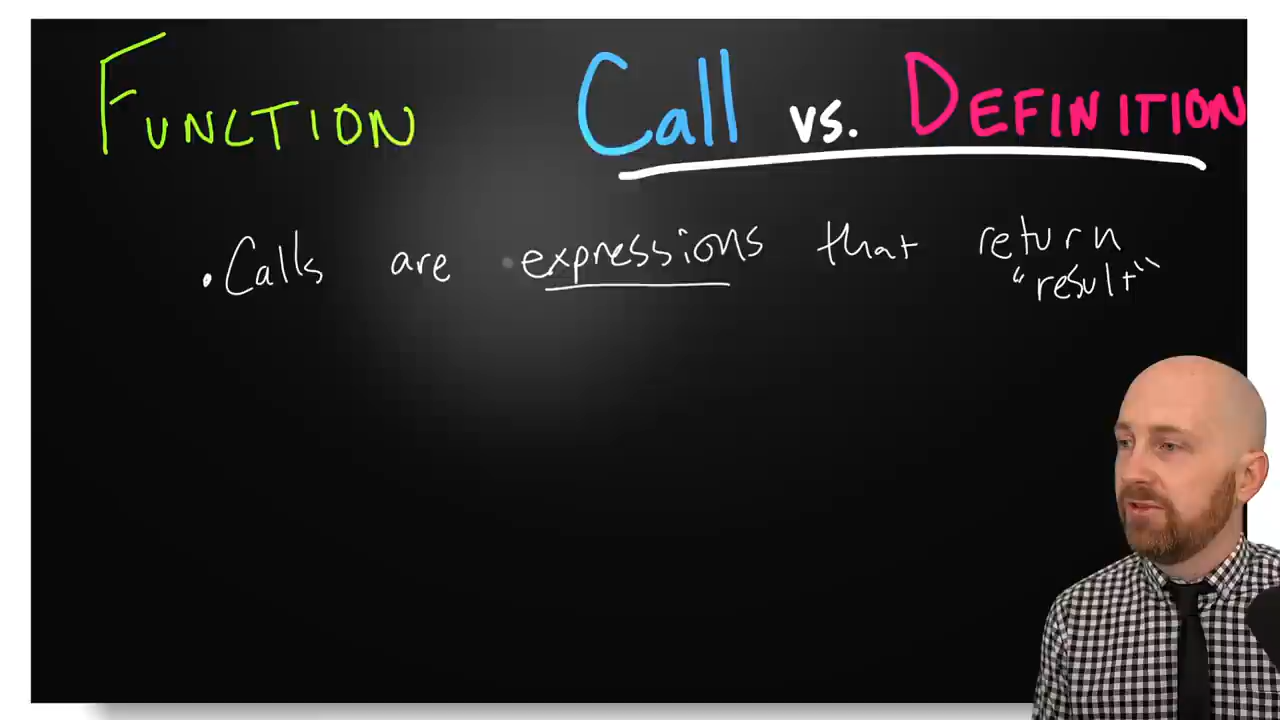 FUNCTION Call vs. DEFINITION
• Calls are expressions that return
"result"